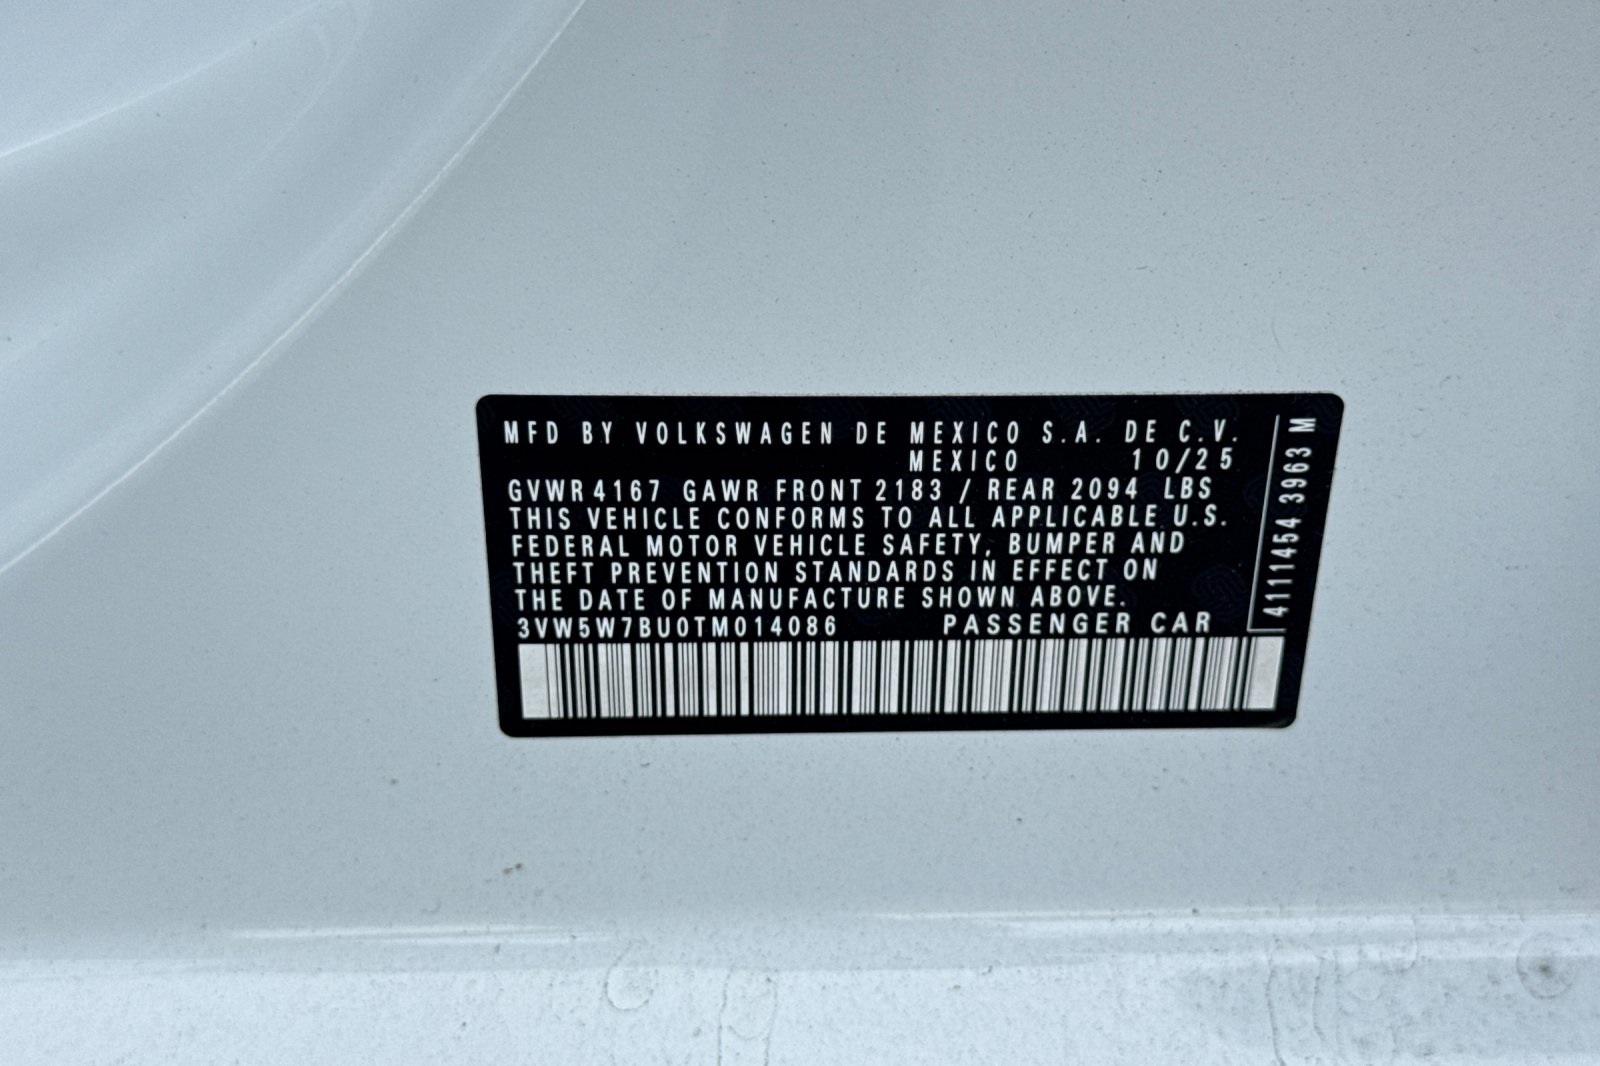 MFD BY VOLKSWAGEN DE MEXICO S.A. DE C.V.
MEXICO 10/25
GVWR 4167 GAWR FRONT 2183 / REAR 2094 LBS
THIS VEHICLE CONFORMS TO ALL APPLICABLE U.S.
FEDERAL MOTOR VEHICLE SAFETY, BUMPER AND
THEFT PREVENTION STANDARDS IN EFFECT ON
THE DATE OF MANUFACTURE SHOWN ABOVE.
3VW5W7BU0TM014086 PASSENGER CAR
4111454 3963 M